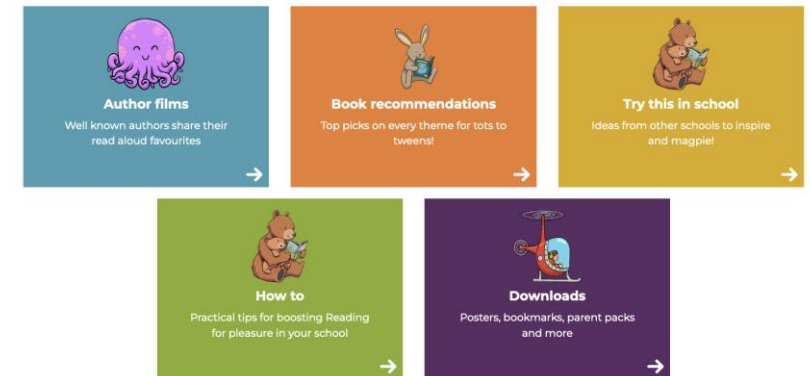 Author films
Well known authors share their
read aloud favourites
Book recommendations
Top picks on every theme for tots to
tweens!
Try this in school
Ideas from other schools to inspire
and magpie!
How to
Practical tips for boosting Reading
for pleasure in your school
Downloads
Posters, bookmarks, parent packs
and more